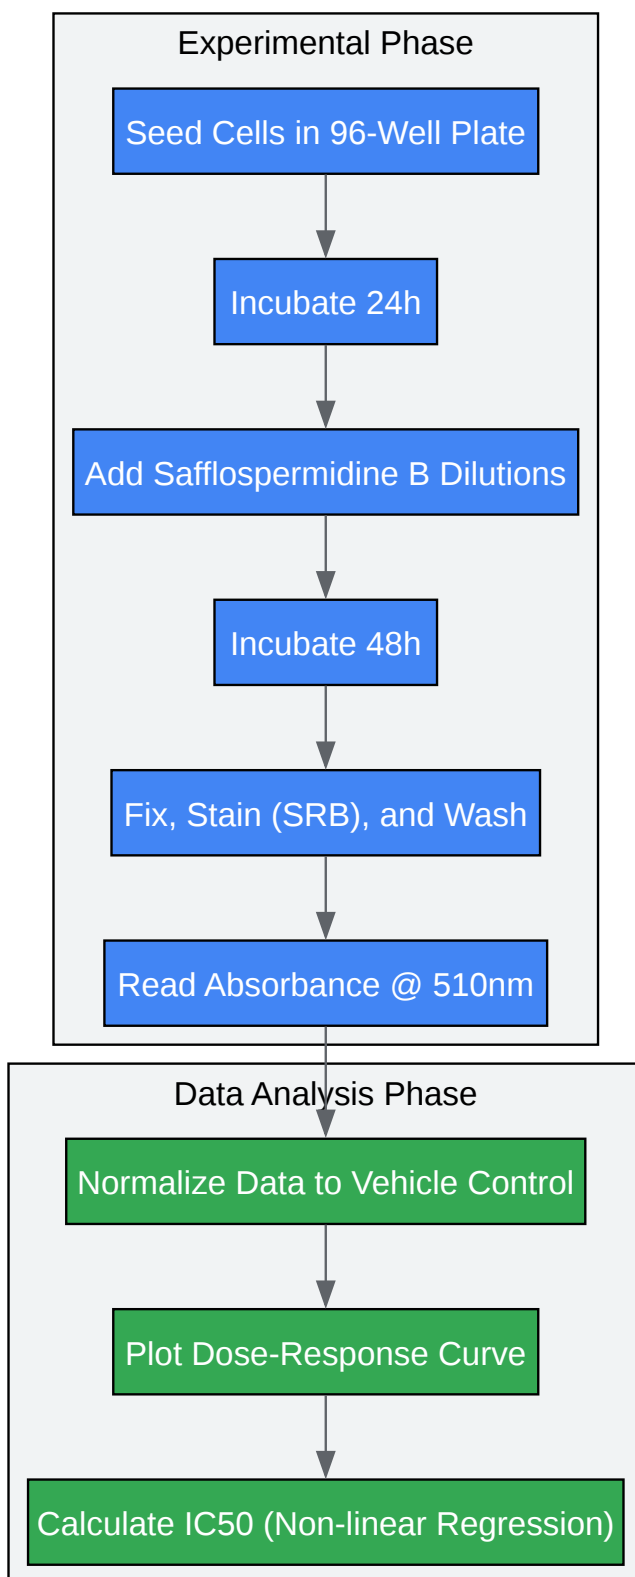 Experimental Phase
Seed Cells in 96-Well Plate
Incubate 24h
Add Safflospermidine B Dilutions
Incubate 48h
Fix, Stain (SRB), and Wash
Read Absorbance @ 510nm
Data Analysis Phase
Normalize Data to Vehicle Control
Plot Dose-Response Curve
Calculate IC50 (Non-linear Regression)